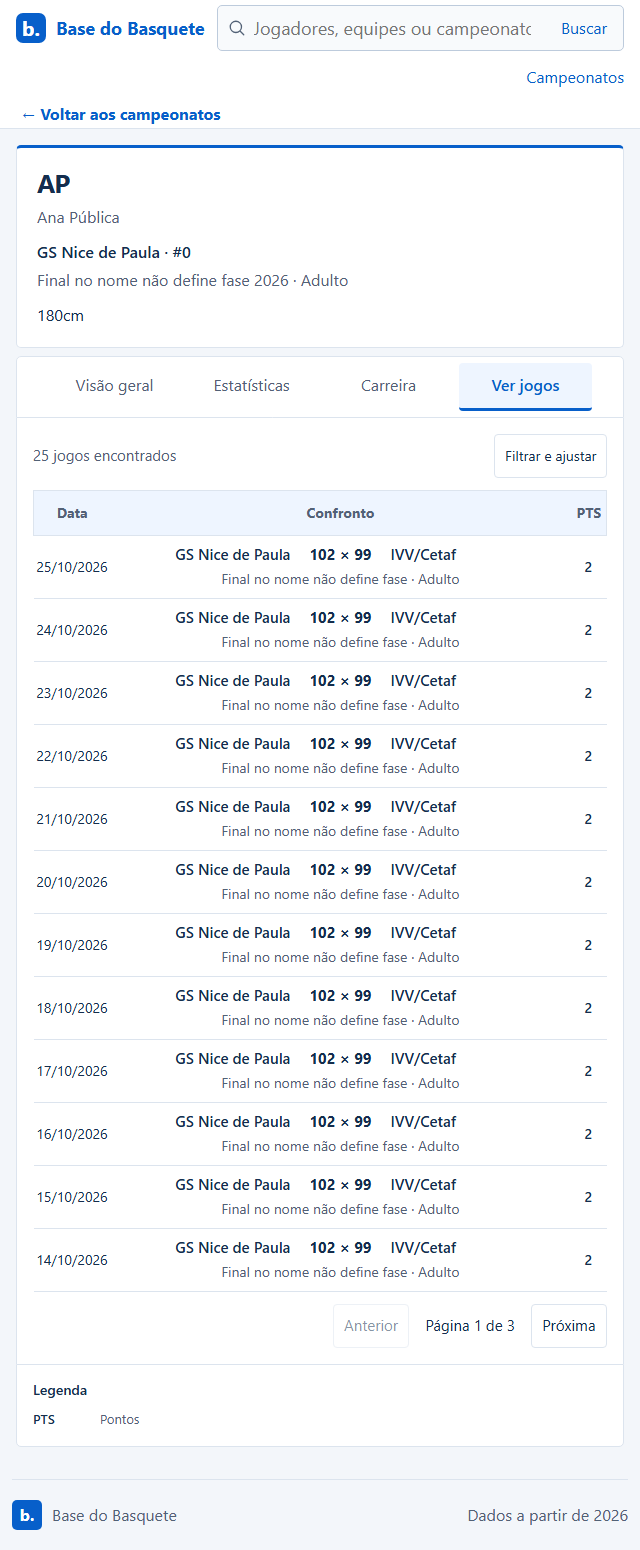 b. Base do Basquete
Jogadores, equipes ou campeonatc Buscar
Campeonatos
← Voltar aos campeonatos
AP
Ana Pública
GS Nice de Paula · #0
Final no nome não define fase 2026 · Adulto
180cm
Visão geral Estatísticas Carreira Ver jogos
25 jogos encontrados Filtrar e ajustar
Data Confronto PTS
25/10/2026 GS Nice de Paula 102 × 99 IVV/Cetaf 2
Final no nome não define fase · Adulto
24/10/2026 GS Nice de Paula 102 × 99 IVV/Cetaf 2
Final no nome não define fase · Adulto
23/10/2026 GS Nice de Paula 102 × 99 IVV/Cetaf 2
Final no nome não define fase · Adulto
22/10/2026 GS Nice de Paula 102 × 99 IVV/Cetaf 2
Final no nome não define fase · Adulto
21/10/2026 GS Nice de Paula 102 × 99 IVV/Cetaf 2
Final no nome não define fase · Adulto
20/10/2026 GS Nice de Paula 102 × 99 IVV/Cetaf 2
Final no nome não define fase · Adulto
19/10/2026 GS Nice de Paula 102 × 99 IVV/Cetaf 2
Final no nome não define fase · Adulto
18/10/2026 GS Nice de Paula 102 × 99 IVV/Cetaf 2
Final no nome não define fase · Adulto
17/10/2026 GS Nice de Paula 102 × 99 IVV/Cetaf 2
Final no nome não define fase · Adulto
16/10/2026 GS Nice de Paula 102 × 99 IVV/Cetaf 2
Final no nome não define fase · Adulto
15/10/2026 GS Nice de Paula 102 × 99 IVV/Cetaf 2
Final no nome não define fase · Adulto
14/10/2026 GS Nice de Paula 102 × 99 IVV/Cetaf 2
Final no nome não define fase · Adulto
Anterior Página 1 de 3 Próxima
Legenda
PTS Pontos
b. Base do Basquete Dados a partir de 2026